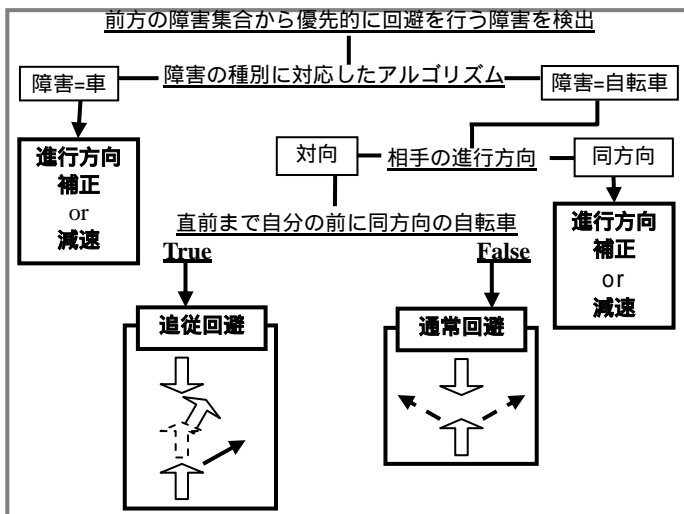 前方の障害集合から優先的に回避を行う障害を検出
障害=車
障害の種別に対応したアルゴリズム
障害=自転車
対向
相手の進行方向
同方向
進行方向
補正
or
減速
直前まで自分の前に同方向の自転車
True
False
進行方向
補正
or
減速
追従回避
通常回避